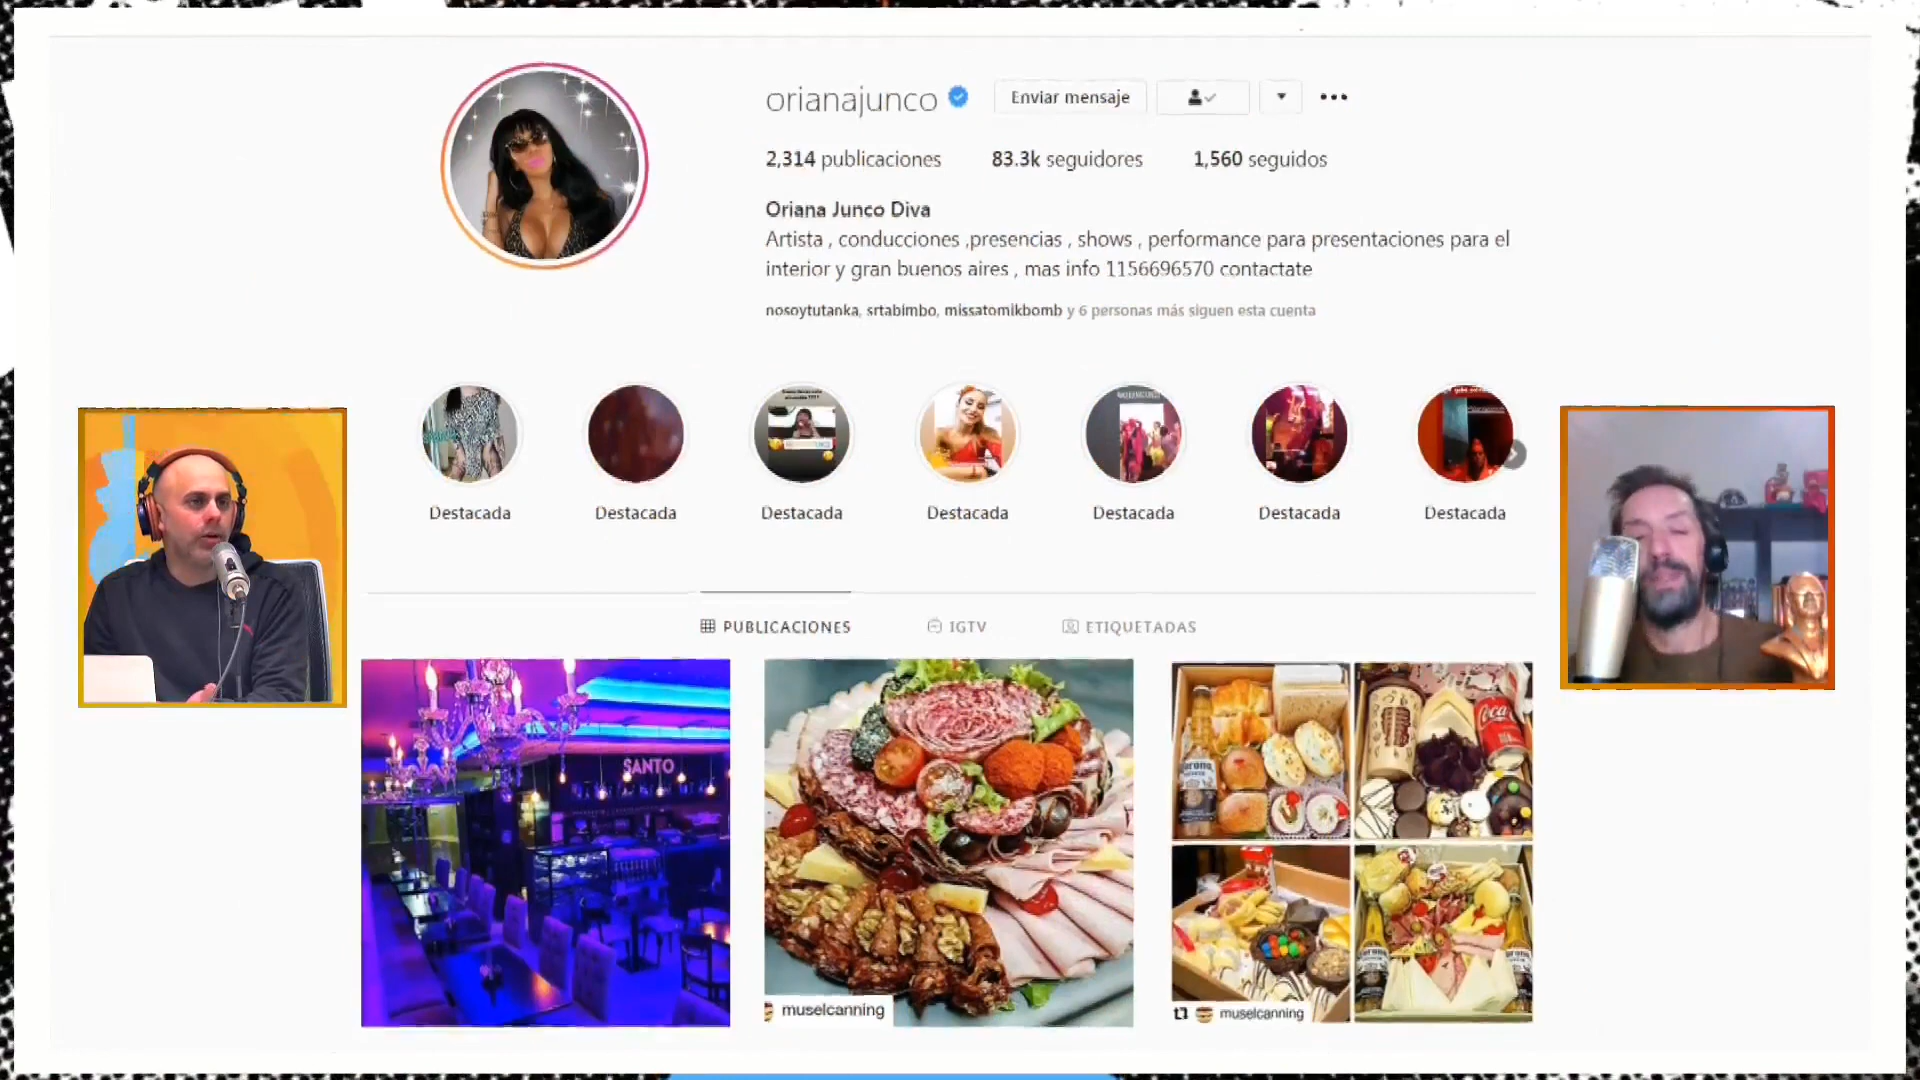 orianajunco
Enviar mensaje
2,314 publicaciones 83.3k seguidores 1,560 seguidos
Oriana Junco Diva
Artista , conducciones ,presencias , shows , performance para presentaciones para el
interior y gran buenos aires , mas info 1156696570 contactate
nosoytutanka, srtabimbo, missatomikbomb y 6 personas más siguen esta cuenta
Destacada Destacada Destacada Destacada Destacada Destacada Destacada
PUBLICACIONES IGTV ETIQUETADAS
SANTO
muselcanning
muselcanning